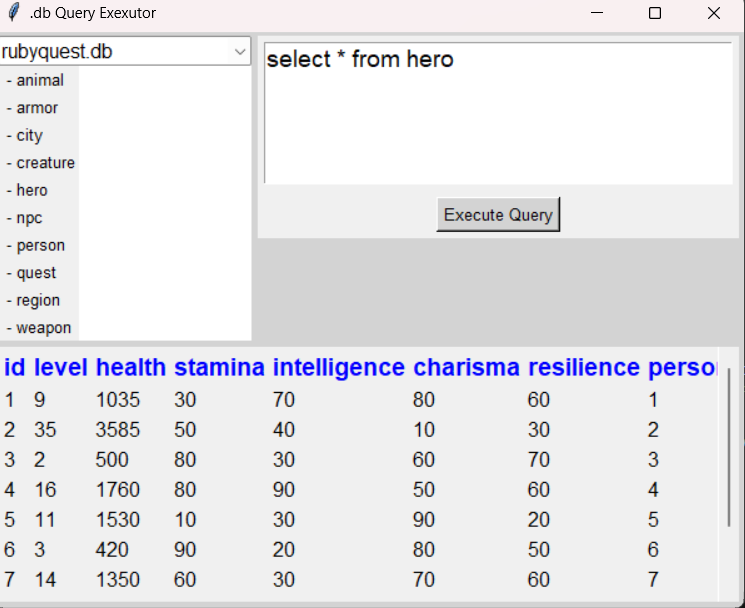 .db Query Exexutor
rubyquest.db
- animal
- armor
- city
- creature
- hero
- npc
- person
- quest
- region
- weapon
select * from hero
Execute Query
id level health stamina intelligence charisma resilience
1 9 1035 30 70 80 60 1
2 35 3585 50 40 10 30 2
3 2 500 80 30 60 70 3
4 16 1760 80 90 50 60 4
5 11 1530 10 30 90 20 5
6 3 420 90 20 80 50 6
7 14 1350 60 30 70 60 7